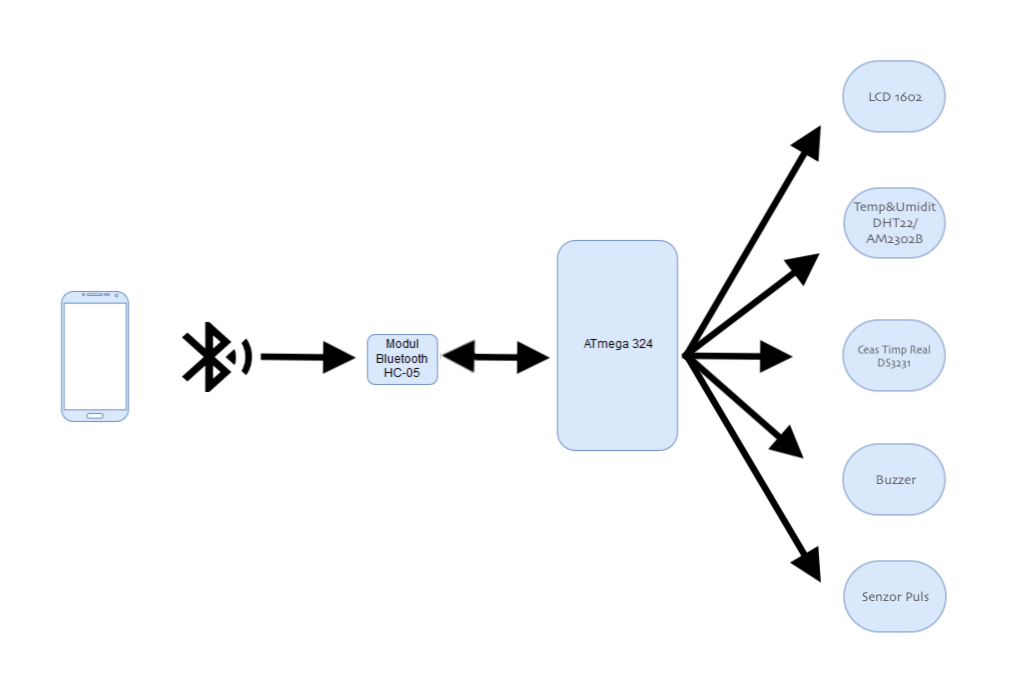 LCD 1602
Temp&Umidit
DHT22/
AM2302B
Modul
Bluetooth
HC-05
ATmega 324
Ceas Timp Real
DS3231
Buzzer
Senzor Puls